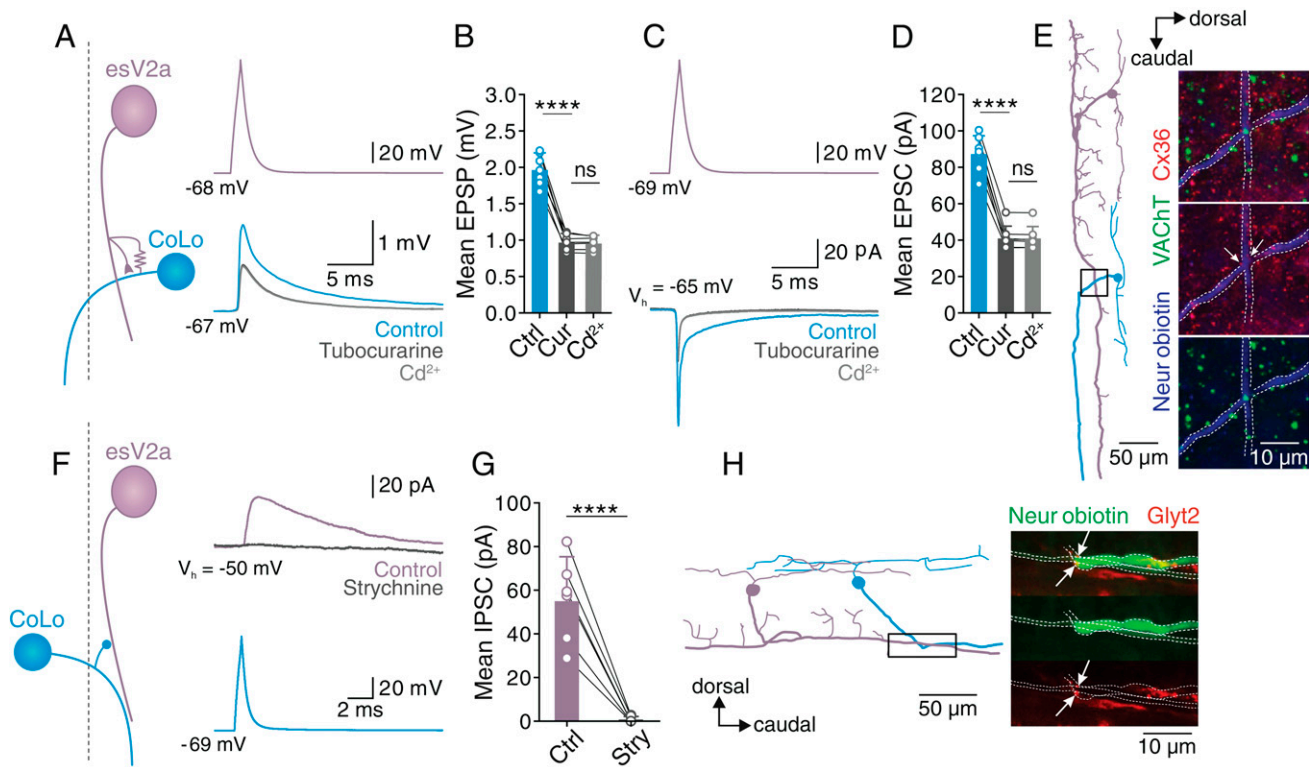 A
esV2a
20 mV
-68 mV
CoLo
1 mV
5 ms
-67 mV
Control
Tubocurarine
Cd²⁺
B
Mean EPSP (mV)
3.0
2.5
2.0
1.5
1.0
0.5
0.0
****
ns
Ctrl
Cur
Cd²⁺
C
20 mV
-69 mV
20 pA
5 ms
Vₕ = -65 mV
Control
Tubocurarine
Cd²⁺
D
Mean EPSC (pA)
120
100
80
60
40
20
0
****
ns
Ctrl
Cur
Cd²⁺
E
dorsal
caudal
Neur obiotin VAChT Cx36
50 µm
10 µm
F
esV2a
20 pA
Vₕ = -50 mV
Control
Strychnine
CoLo
20 mV
2 ms
-69 mV
G
Mean IPSC (pA)
100
80
60
40
20
0
****
Ctrl
Stry
H
dorsal
caudal
50 µm
Neur obiotin Glyt2
10 µm